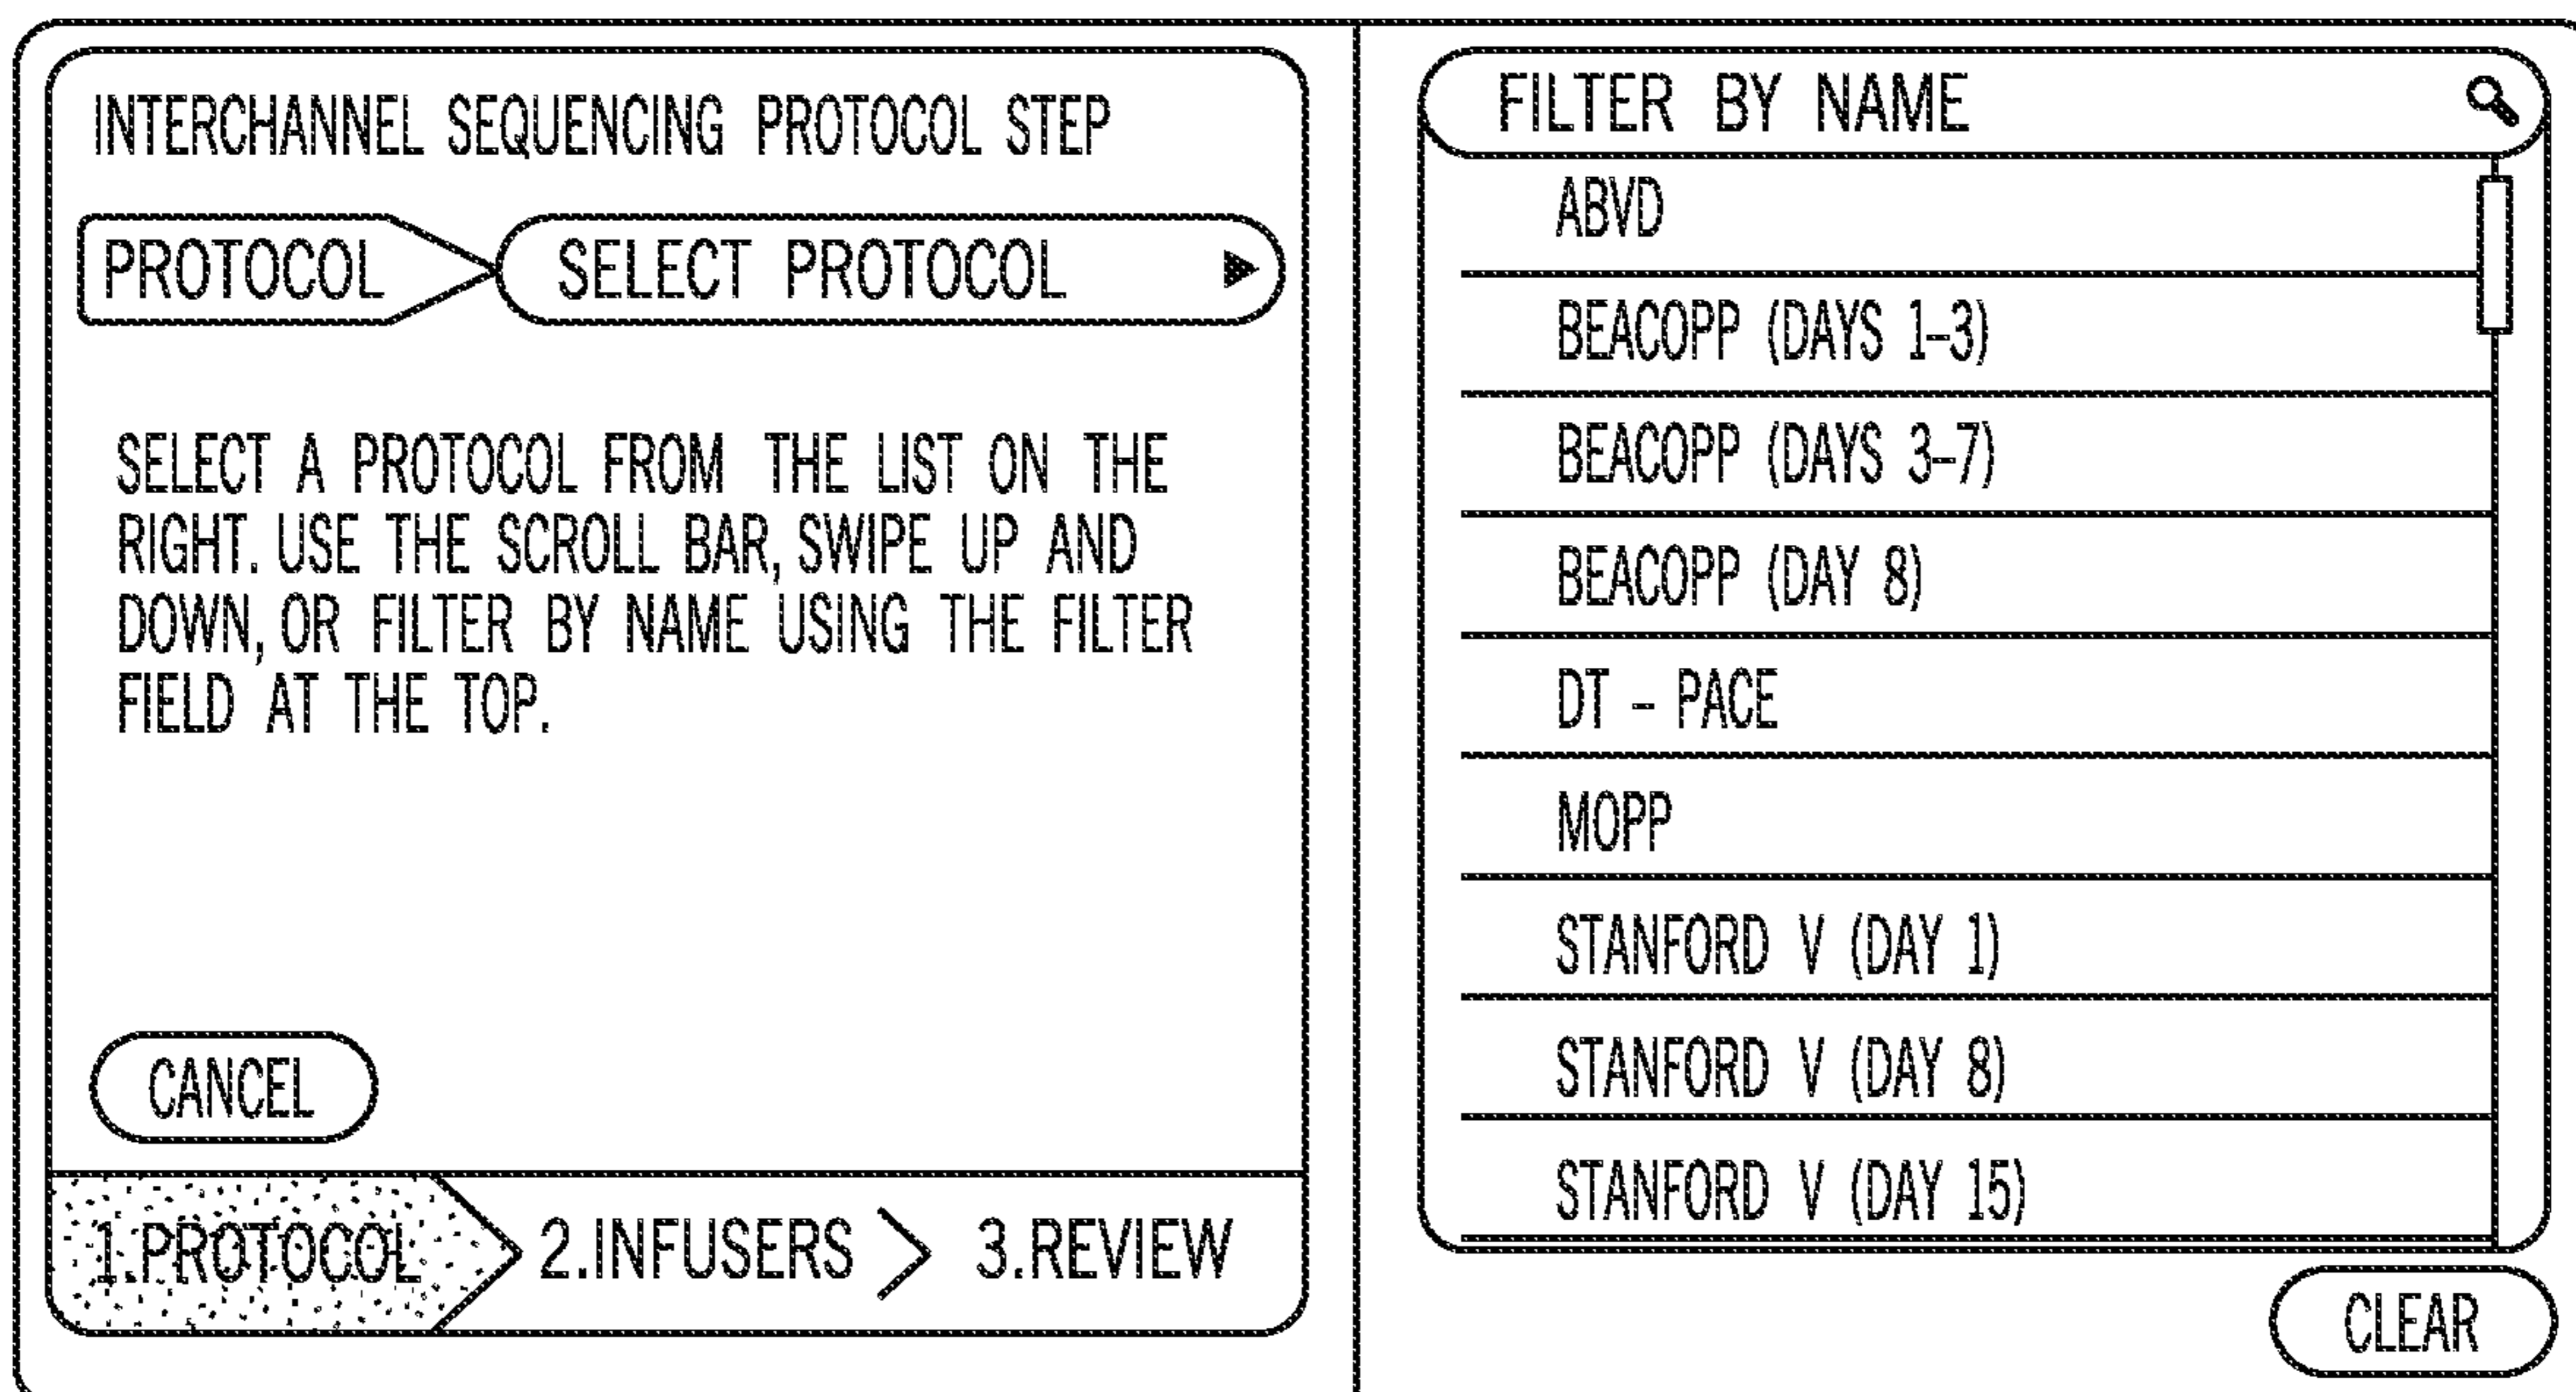 INTERCHANNEL SEQUENCING PROTOCOL STEP
PROTOCOL
SELECT PROTOCOL
SELECT A PROTOCOL FROM THE LIST ON THE
RIGHT. USE THE SCROLL BAR, SWIPE UP AND
DOWN, OR FILTER BY NAME USING THE FILTER
FIELD AT THE TOP.
CANCEL
1.PROTOCOL
2.INFUSERS
3.REVIEW
FILTER BY NAME
ABVD
BEACOPP (DAYS 1–3)
BEACOPP (DAYS 3–7)
BEACOPP (DAY 8)
DT – PACE
MOPP
STANFORD V (DAY 1)
STANFORD V (DAY 8)
STANFORD V (DAY 15)
CLEAR